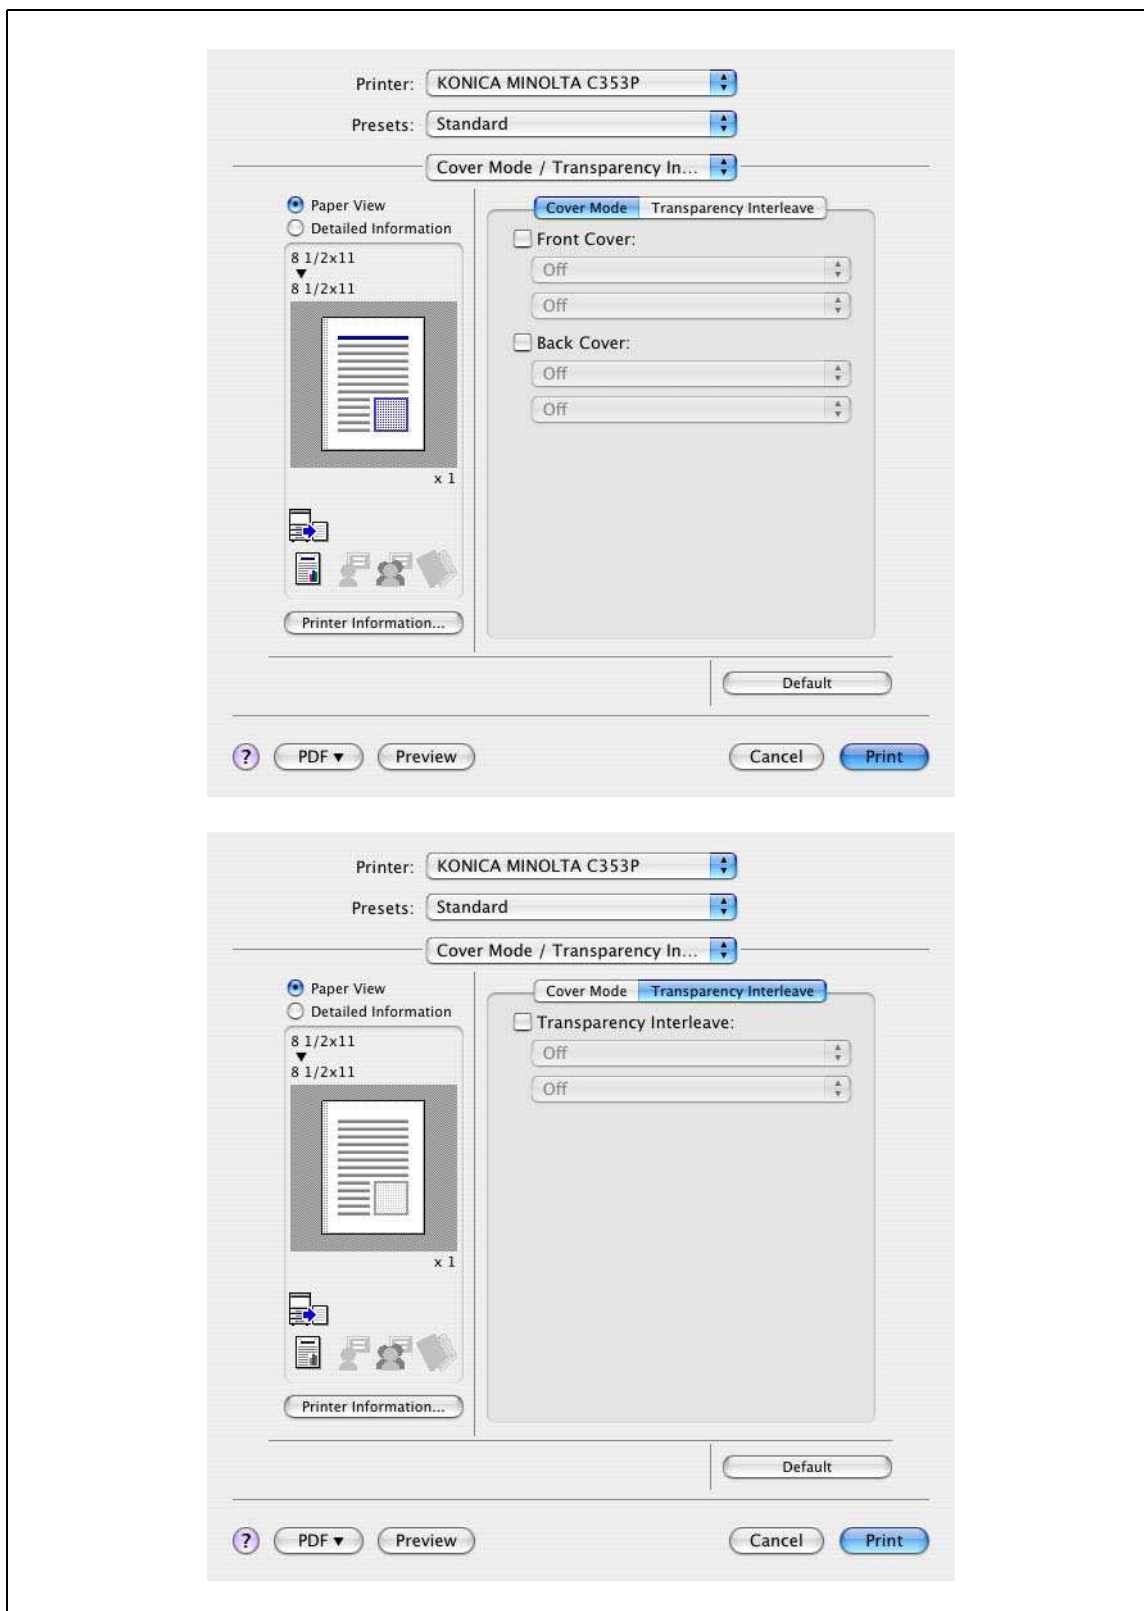 Printer: KONICA MINOLTA C353P
Presets: Standard
Cover Mode / Transparency In...
Paper View
Detailed Information
8 1/2x11
8 1/2x11
x 1
Printer Information...
Cover Mode Transparency Interleave
Front Cover:
Off
Off
Back Cover:
Off
Off
Default
? PDF Preview Cancel Print
Printer: KONICA MINOLTA C353P
Presets: Standard
Cover Mode / Transparency In...
Paper View
Detailed Information
8 1/2x11
8 1/2x11
x 1
Printer Information...
Cover Mode Transparency Interleave
Transparency Interleave:
Off
Off
Default
? PDF Preview Cancel Print